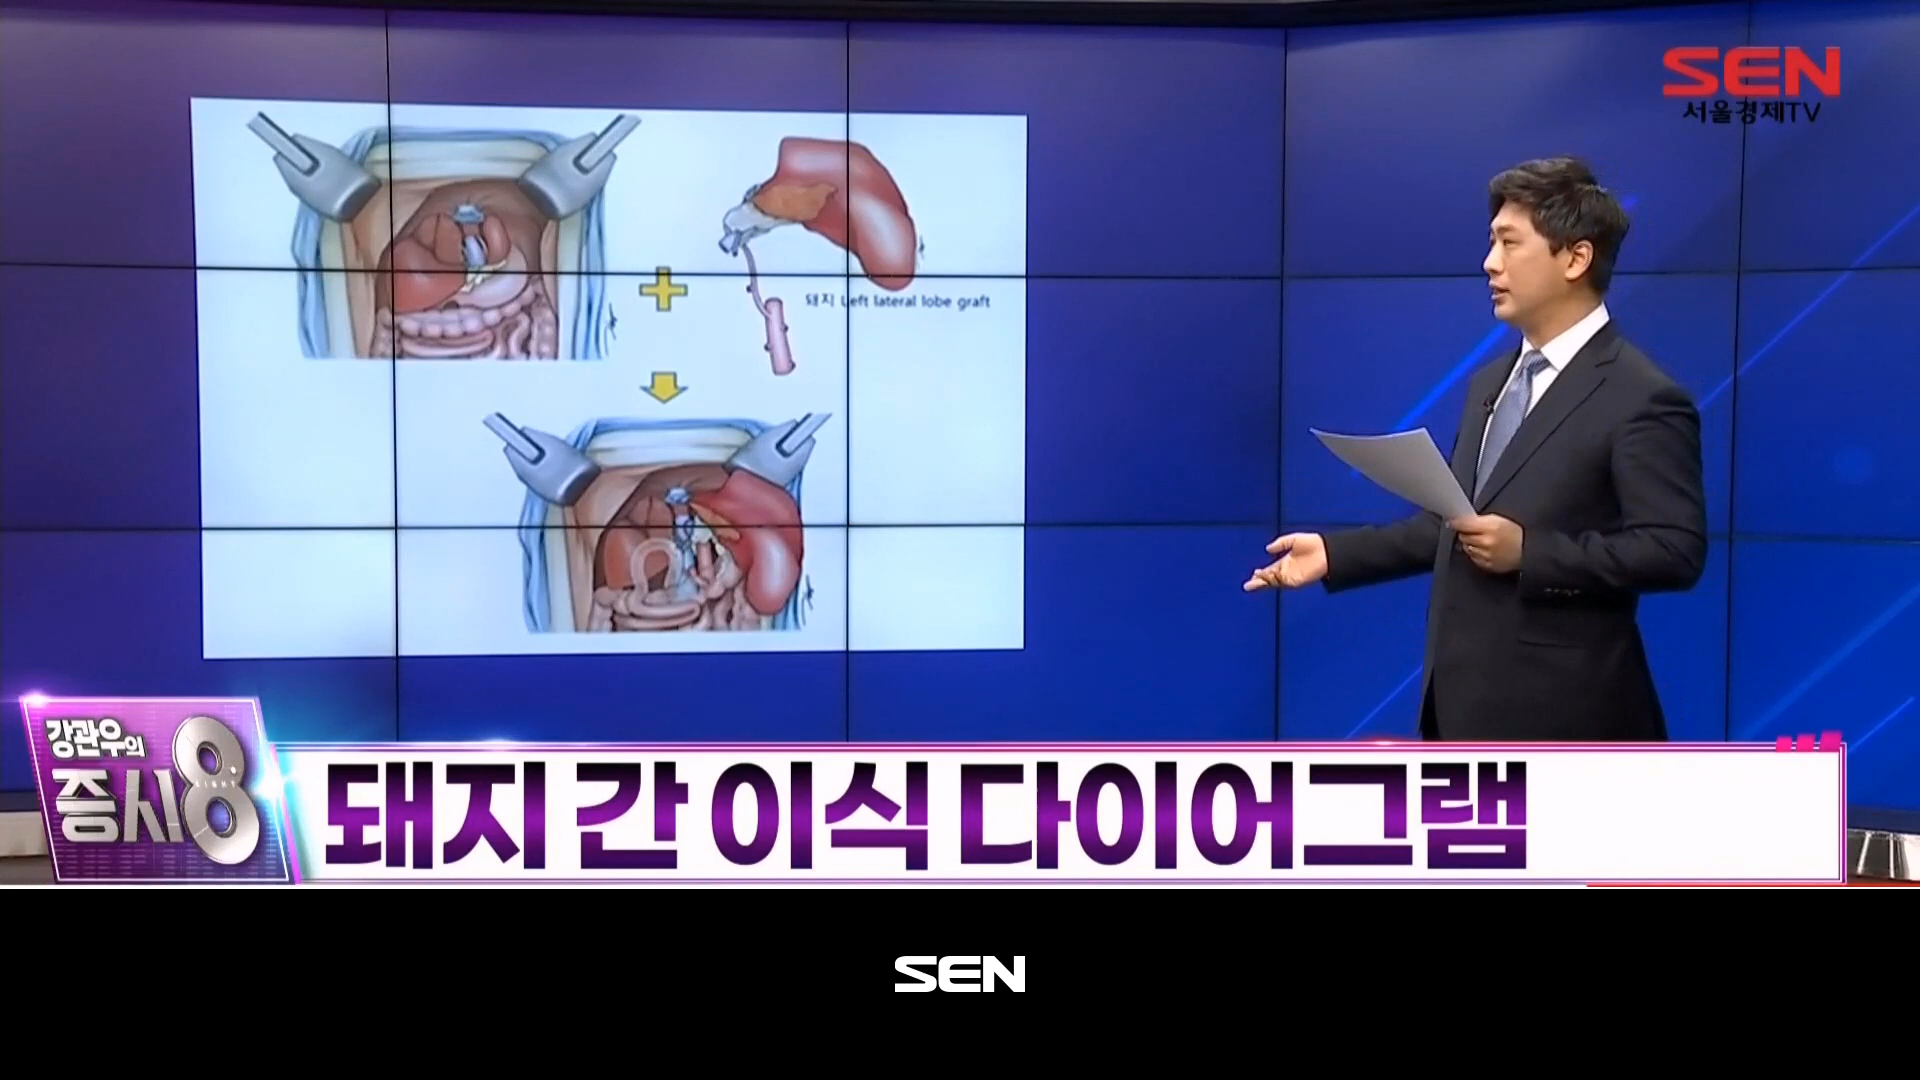 SEN
서울경제TV
돼지 Left lateral lobe graft
강관우의
증시 8
EIGHT
돼지 간 이식 다이어그램
SEN